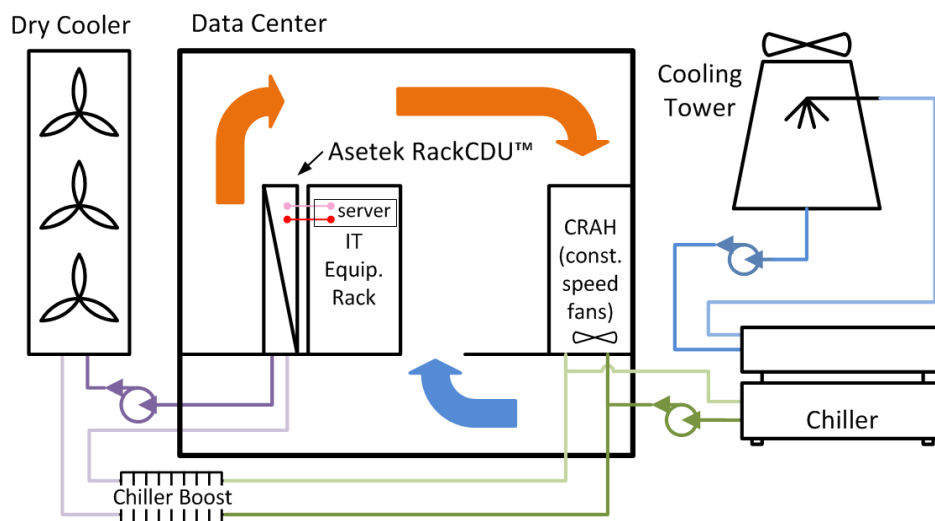 Dry Cooler
Data Center
Cooling
Tower
Asetek RackCDU™
server
IT
Equip.
Rack
CRAH
(const.
speed
fans)
Chiller
Chiller Boost